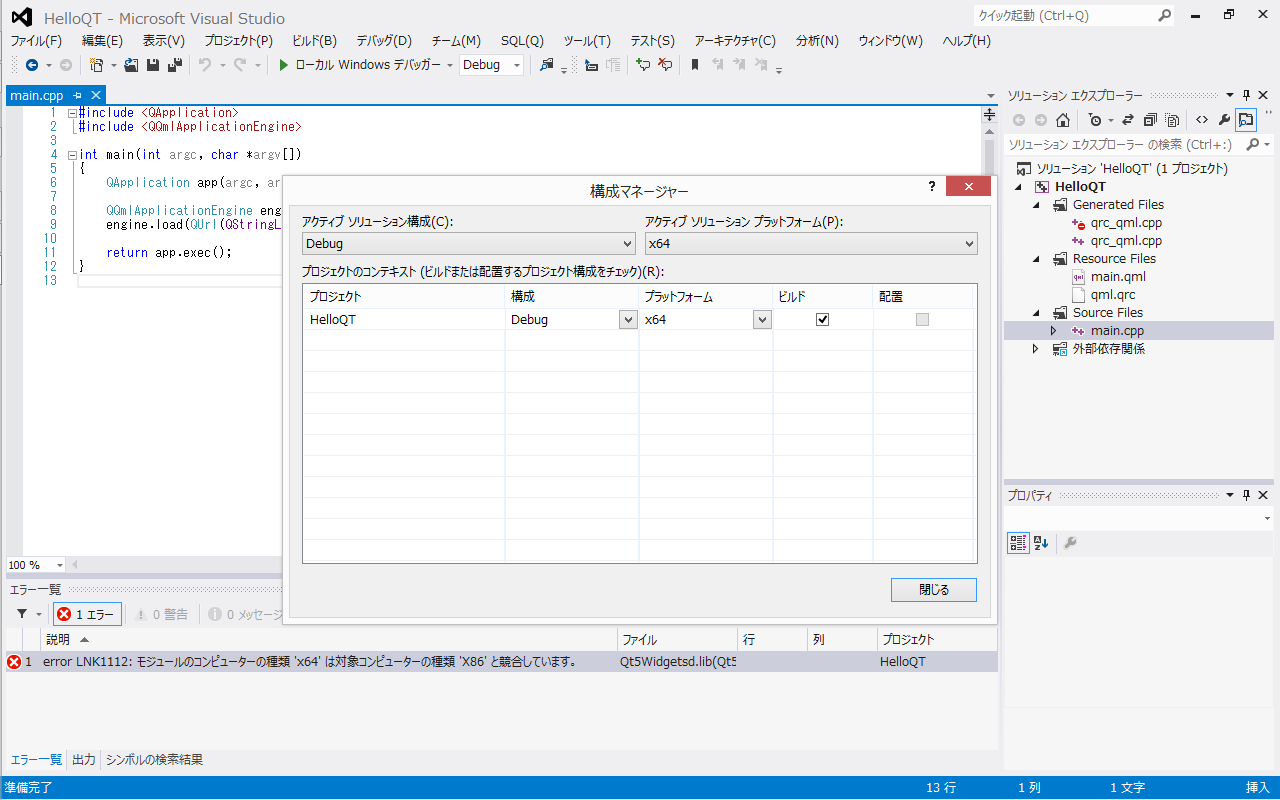 HelloQT - Microsoft Visual Studio
クイック起動 (Ctrl+Q)
ファイル(F) 編集(E) 表示(V) プロジェクト(P) ビルド(B) デバッグ(D) チーム(M) SQL(Q) ツール(T) テスト(S) アーキテクチャ(C) 分析(N) ウィンドウ(W) ヘルプ(H)
ローカル Windows デバッガー Debug
main.cpp
1 #include <QApplication>
2 #include <QQmlApplicationEngine>
3
4 int main(int argc, char *argv[])
5 {
6 QApplication app(argc, ar
7
8 QQmlApplicationEngine eng
9 engine.load(QUrl(QStringL
10
11 return app.exec();
12 }
13
100 %
構成マネージャー
?
アクティブ ソリューション構成(C):
アクティブ ソリューション プラットフォーム(P):
Debug
x64
プロジェクトのコンテキスト (ビルドまたは配置するプロジェクト構成をチェック)(R):
プロジェクト 構成 プラットフォーム ビルド 配置
HelloQT Debug x64
閉じる
ソリューション エクスプローラー
ソリューション エクスプローラー の検索 (Ctrl+:)
ソリューション 'HelloQT' (1 プロジェクト)
HelloQT
Generated Files
qrc_qml.cpp
qrc_qml.cpp
Resource Files
main.qml
qml.qrc
Source Files
main.cpp
外部依存関係
プロパティ
エラー一覧
1 エラー 0 警告 0 メッセージ
説明 ファイル 行 列 プロジェクト
1 error LNK1112: モジュールのコンピューターの種類 'x64' は対象コンピューターの種類 'X86' と競合しています。 Qt5Widgetsd.lib(Qt5 HelloQT
エラー一覧 出力 シンボルの検索結果
準備完了 13 行 1 列 1 文字 挿入